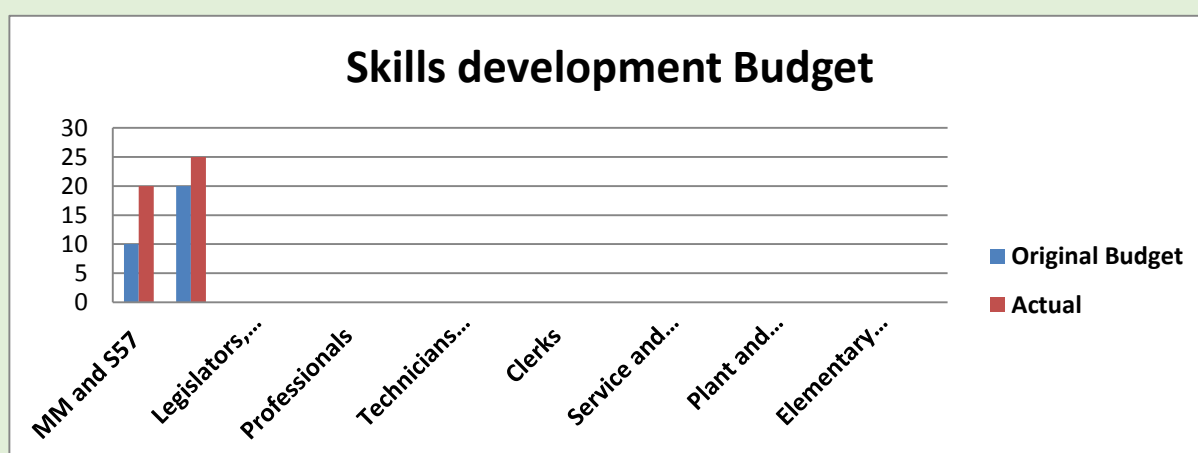 Skills development Budget
30
25
20
15
10
5
0
Original Budget
Actual
MM and S57
Legislators,...
Professionals
Technicians...
Clerks
Service and...
Plant and...
Elementary...